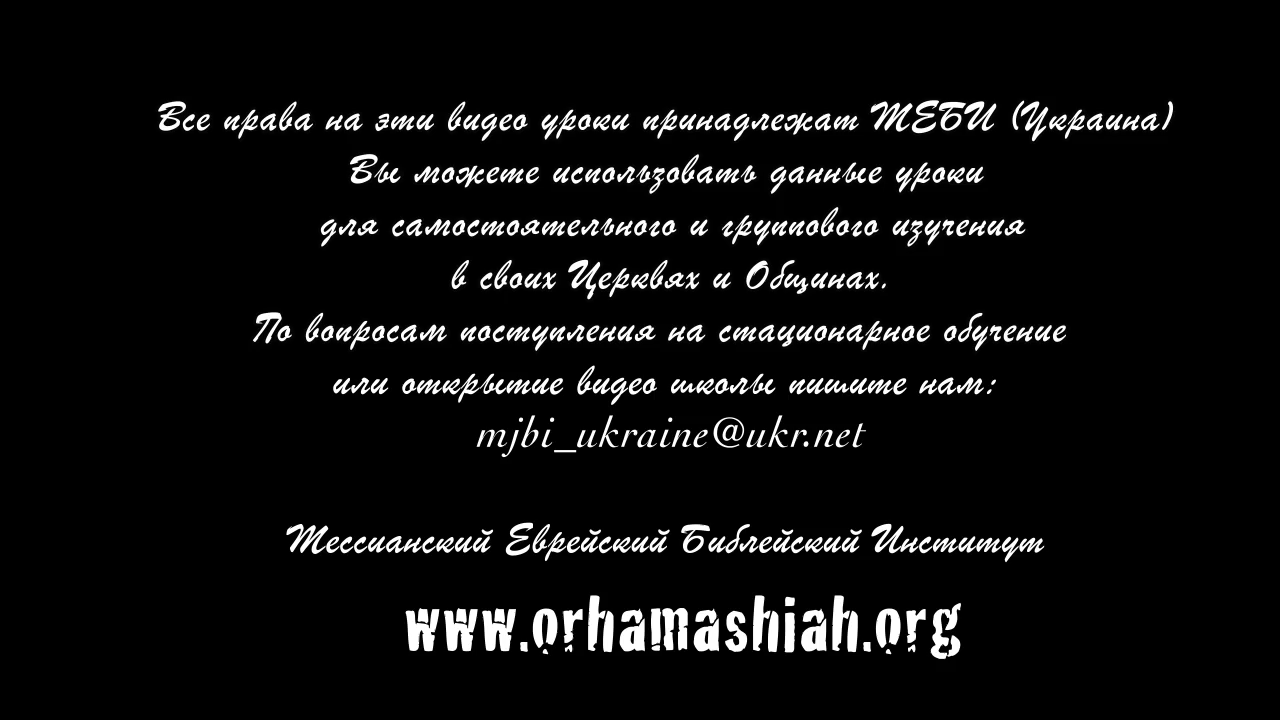 Все права на эти видео уроки принадлежат МЕБИ (Украина)
Вы можете использовать данные уроки
для самостоятельного и группового изучения
в своих Церквях и Общинах.
По вопросам поступления на стационарное обучение
или открытие видео школы пишите нам:
mjbi_ukraine@ukr.net
Мессианский Еврейский Библейский Институт
www.orhamashiah.org